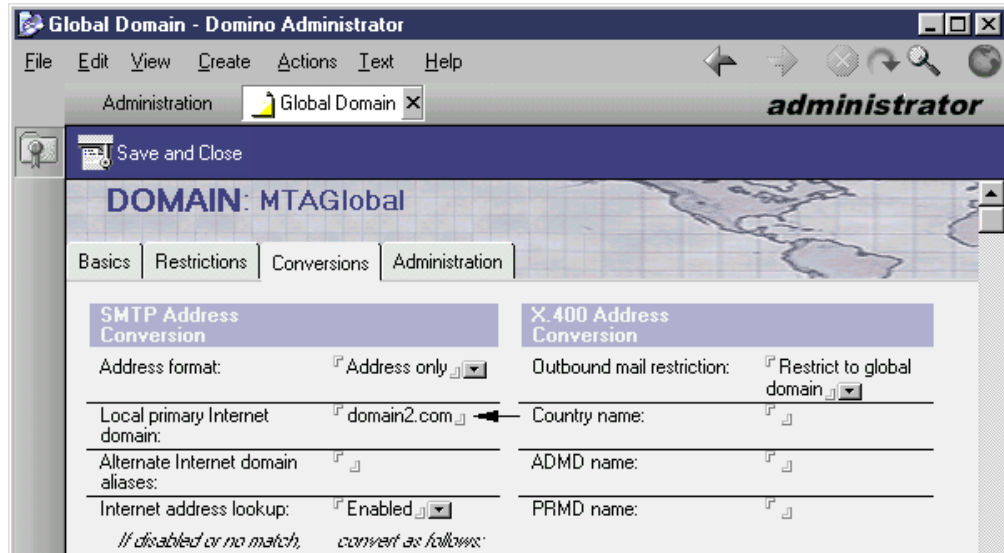 Global Domain - Domino Administrator
File Edit View Create Actions Text Help
Administration Global Domain administrator
Save and Close
DOMAIN: MTAGlobal
Basics Restrictions Conversions Administration
SMTP Address
Conversion
X.400 Address
Conversion
Address format: Address only
Outbound mail restriction: Restrict to global
domain
Local primary Internet
domain: domain2.com
Country name:
Alternate Internet domain
aliases:
ADMD name:
Internet address lookup: Enabled
PRMD name:
If disabled or no match, convert as follows: